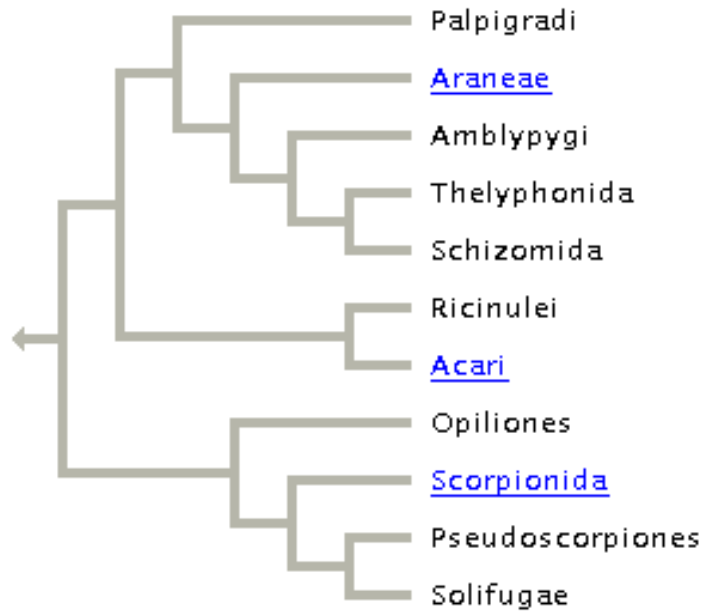 Palpigradi
Araneae
Amblypygi
Thelyphonida
Schizomida
Ricinulei
Acari
Opiliones
Scorpionida
Pseudoscorpiones
Solifugae